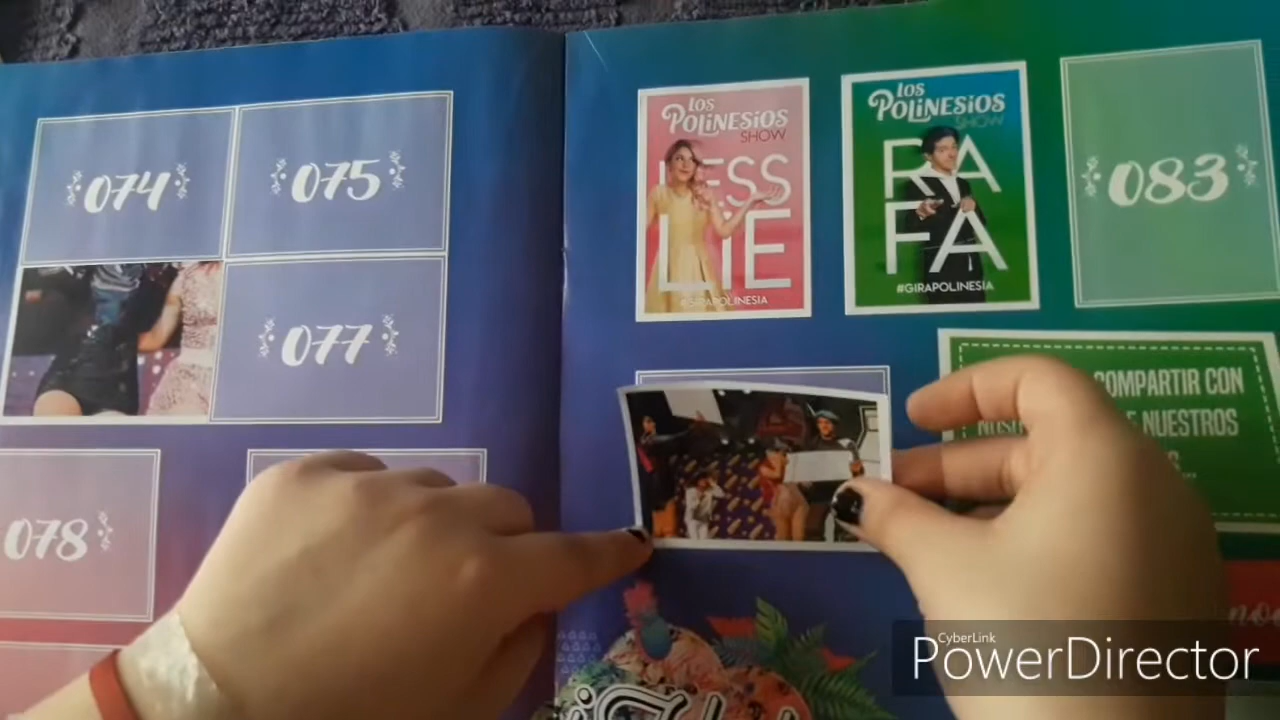 074
075
077
078
LOS
POLINESIOS
SHOW
LESS
LIE
#GIRAPOLINESIA
LOS
POLINESIOS
SHOW
RA
FA
#GIRAPOLINESIA
083
COMPARTIR CON
NUESTROS
CyberLink
PowerDirector